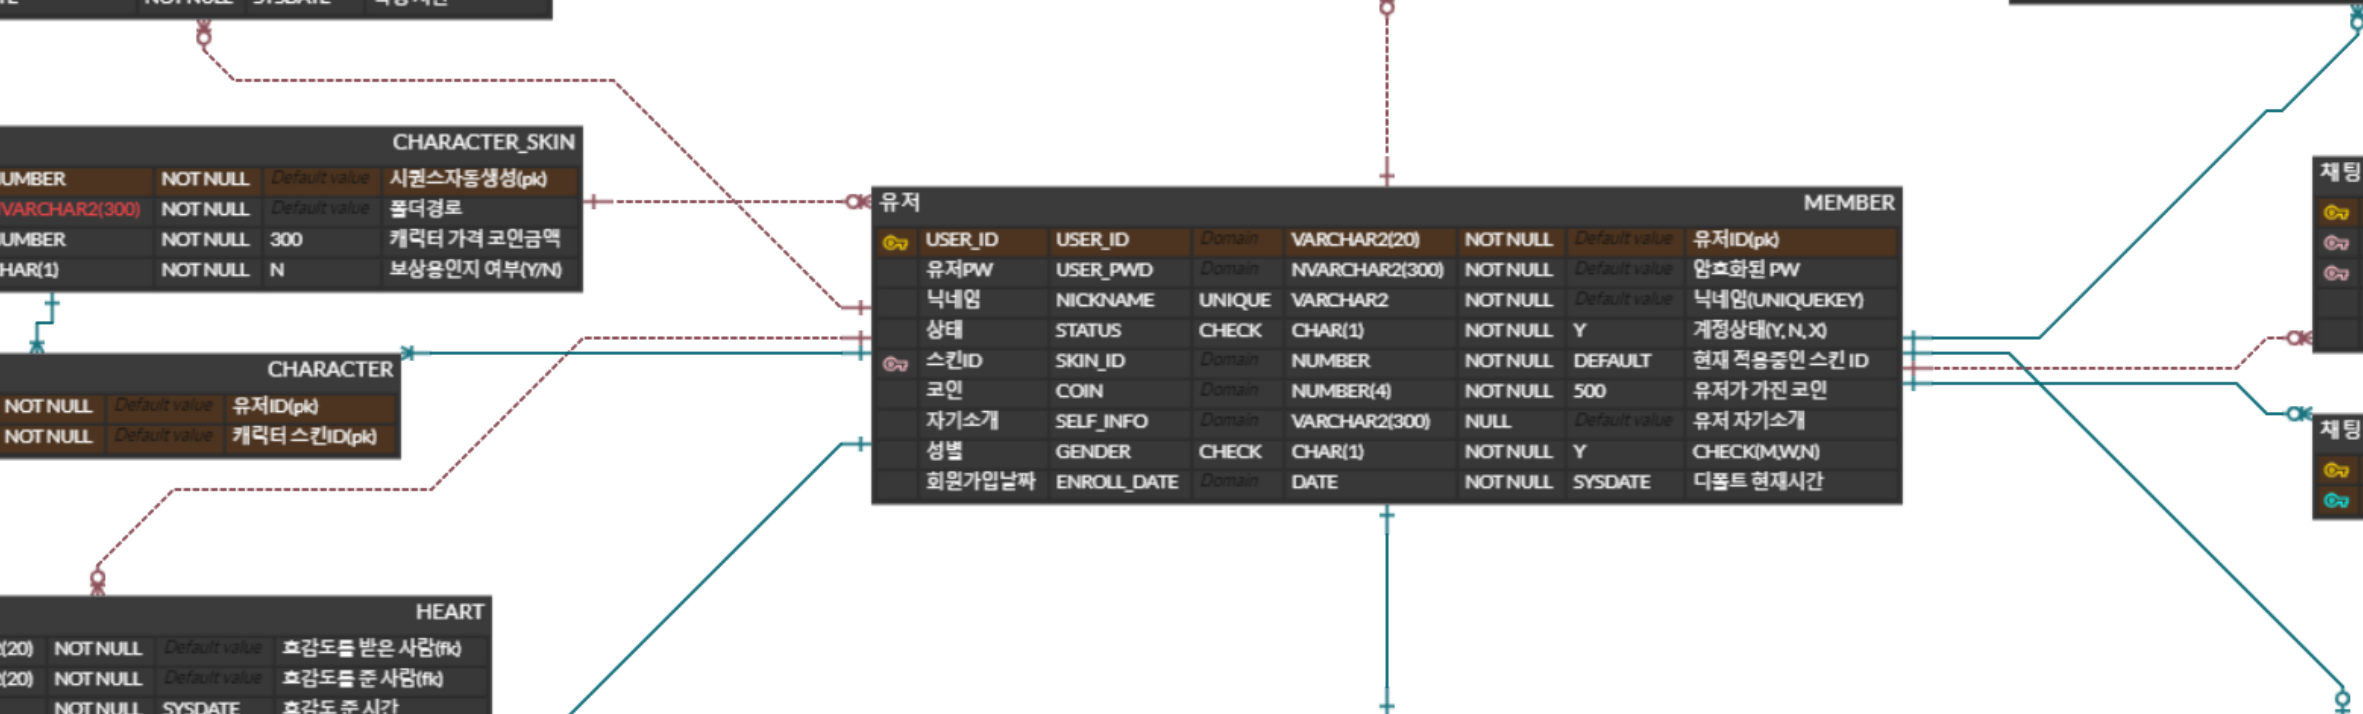 NOT NULL SYSDATE
CHARACTER_SKIN
UMBER NOT NULL Default value 시퀀스자동생성(pk)
VARCHAR2(300) NOT NULL Default value 폴더경로
UMBER NOT NULL 300 캐릭터 가격 코인금액
HAR(1) NOT NULL N 보상용인지 여부(Y/N)
CHARACTER
NOT NULL Default value 유저ID(pk)
NOT NULL Default value 캐릭터 스킨ID(pk)
HEART
(20) NOT NULL Default value 호감도를 받은 사람(fk)
(20) NOT NULL Default value 호감도를 준 사람(fk)
NOT NULL SYSDATE 호감도 준 시간
유저 MEMBER
USER_ID USER_ID Domain VARCHAR2(20) NOT NULL Default value 유저ID(pk)
유저PW USER_PWD Domain NVARCHAR2(300) NOT NULL Default value 암호화된 PW
닉네임 NICKNAME UNIQUE VARCHAR2 NOT NULL Default value 닉네임(UNIQUEKEY)
상태 STATUS CHECK CHAR(1) NOT NULL Y 계정상태(Y, N, X)
스킨ID SKIN_ID Domain NUMBER NOT NULL DEFAULT 현재 적용중인 스킨 ID
코인 COIN Domain NUMBER(4) NOT NULL 500 유저가 가진 코인
자기소개 SELF_INFO Domain VARCHAR2(300) NULL Default value 유저 자기소개
성별 GENDER CHECK CHAR(1) NOT NULL Y CHECK(M,W,N)
회원가입날짜 ENROLL_DATE Domain DATE NOT NULL SYSDATE 디폴트 현재시간
채팅
채팅